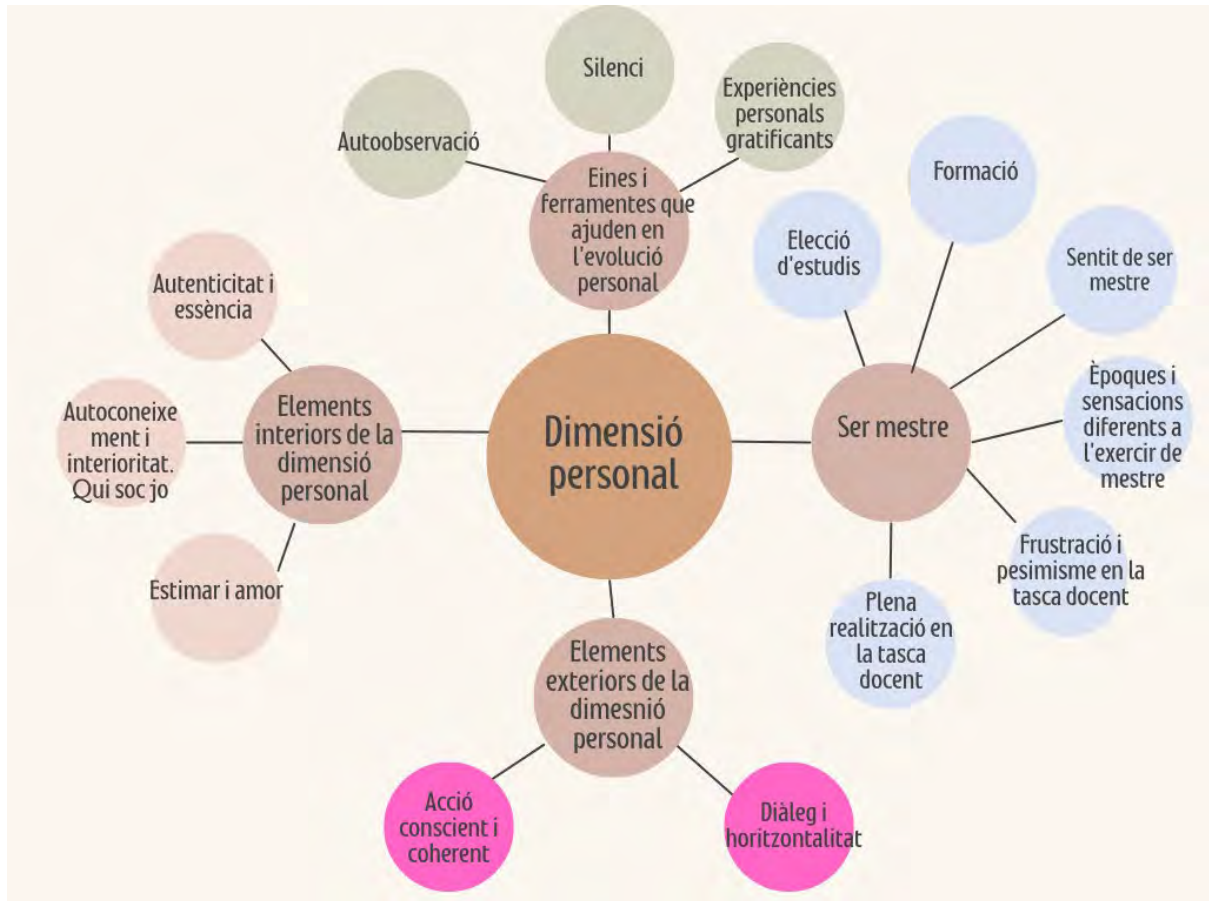 Silenci
Experiències
personals
gratificants
Autoobservació
Eines i
ferramentes que
ajuden en
l'evolució
personal
Formació
Elecció
d'estudis
Sentit de ser
mestre
Autenticitat i
essència
Èpoques i
sensacions
diferents a
l'exercir de
mestre
Autoconeixe
ment i
interioritat.
Qui soc jo
Elements
interiors de la
dimensió
personal
Dimensió
personal
Ser mestre
Estimar i amor
Frustració i
pesimisme en la
tasca docent
Plena
realització en
la tasca
docent
Elements
exteriors de la
dimesnió
personal
Acció
conscient i
coherent
Diàleg i
horitzontalitat